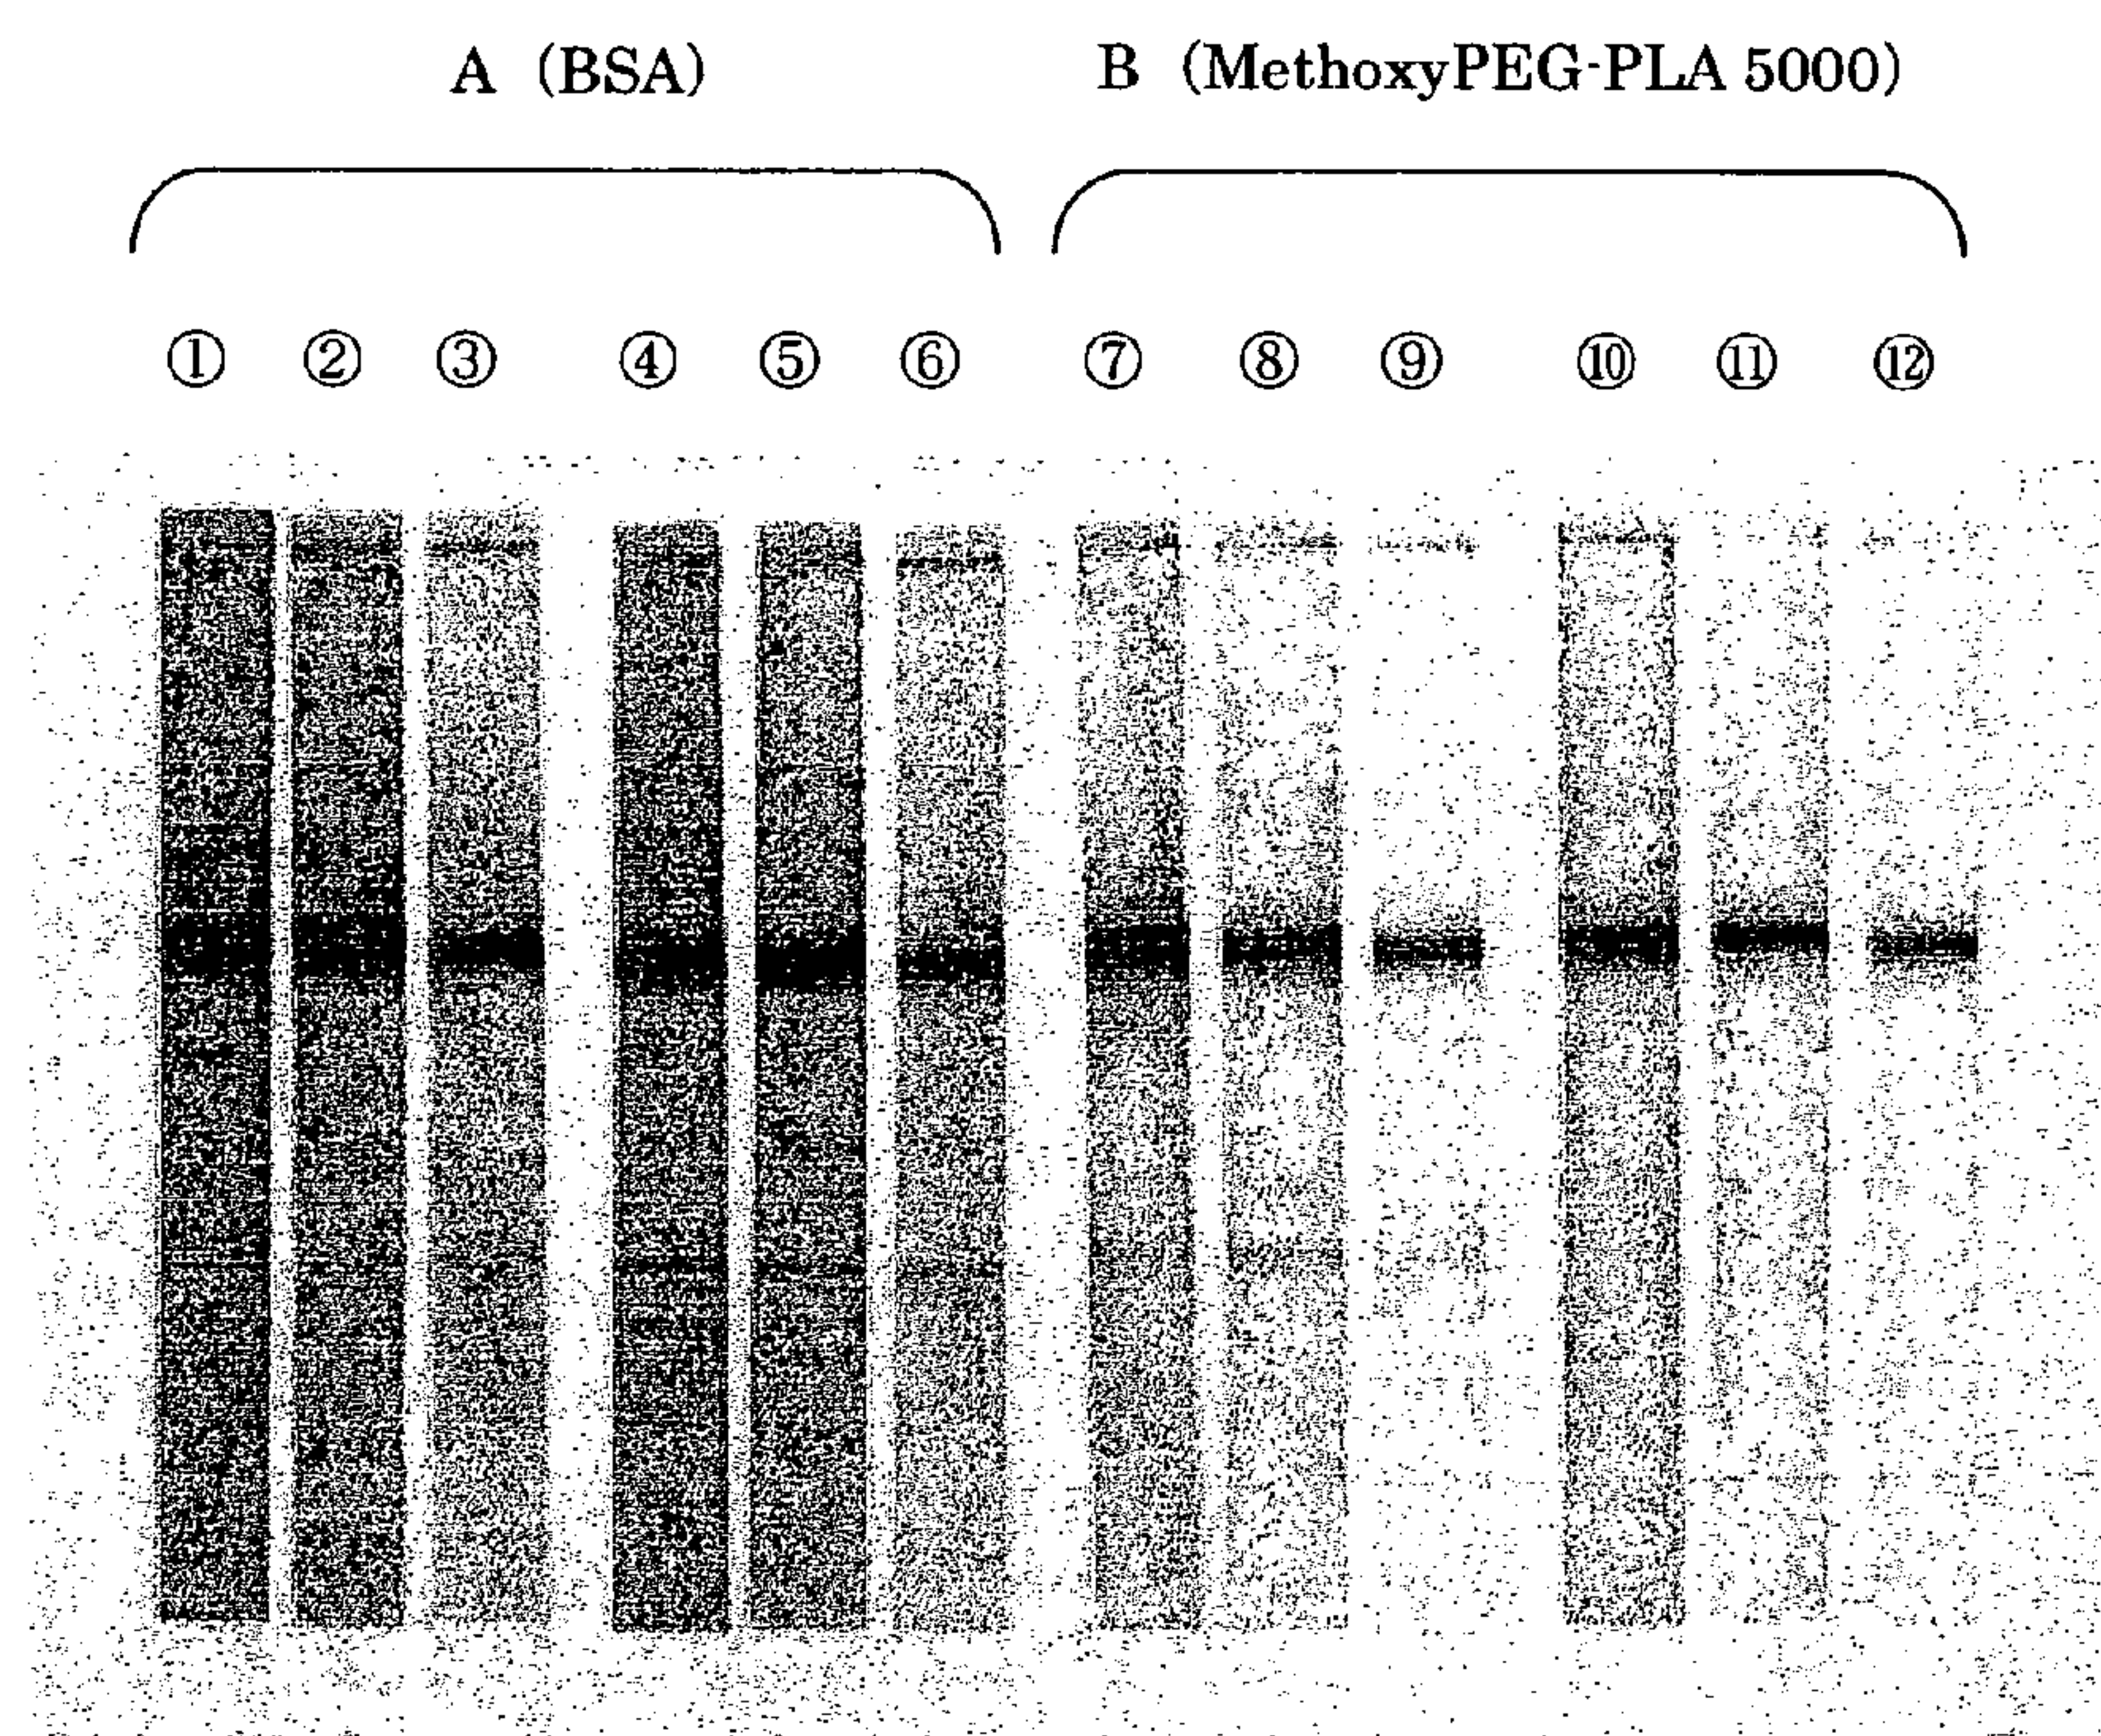 A (BSA) B (MethoxyPEG-PLA 5000)
① ② ③ ④ ⑤ ⑥ ⑦ ⑧ ⑨ ⑩ ⑪ ⑫